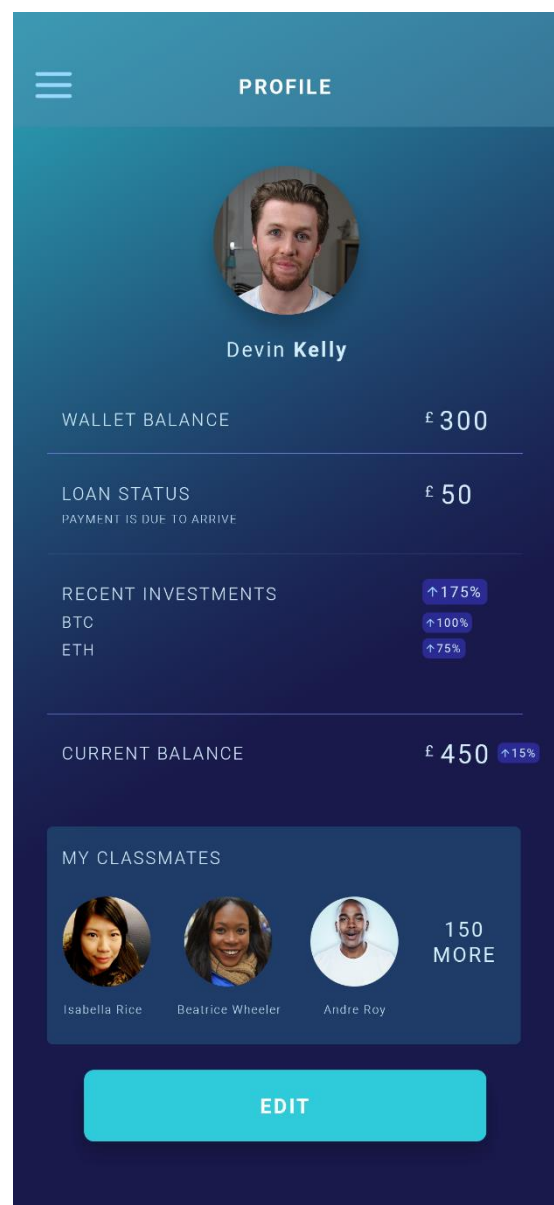 PROFILE
Devin Kelly
WALLET BALANCE £ 300
LOAN STATUS £ 50
PAYMENT IS DUE TO ARRIVE
RECENT INVESTMENTS ↑175%
BTC ↑100%
ETH ↑75%
CURRENT BALANCE £ 450 ↑15%
MY CLASSMATES
150
MORE
Isabella Rice Beatrice Wheeler Andre Roy
EDIT